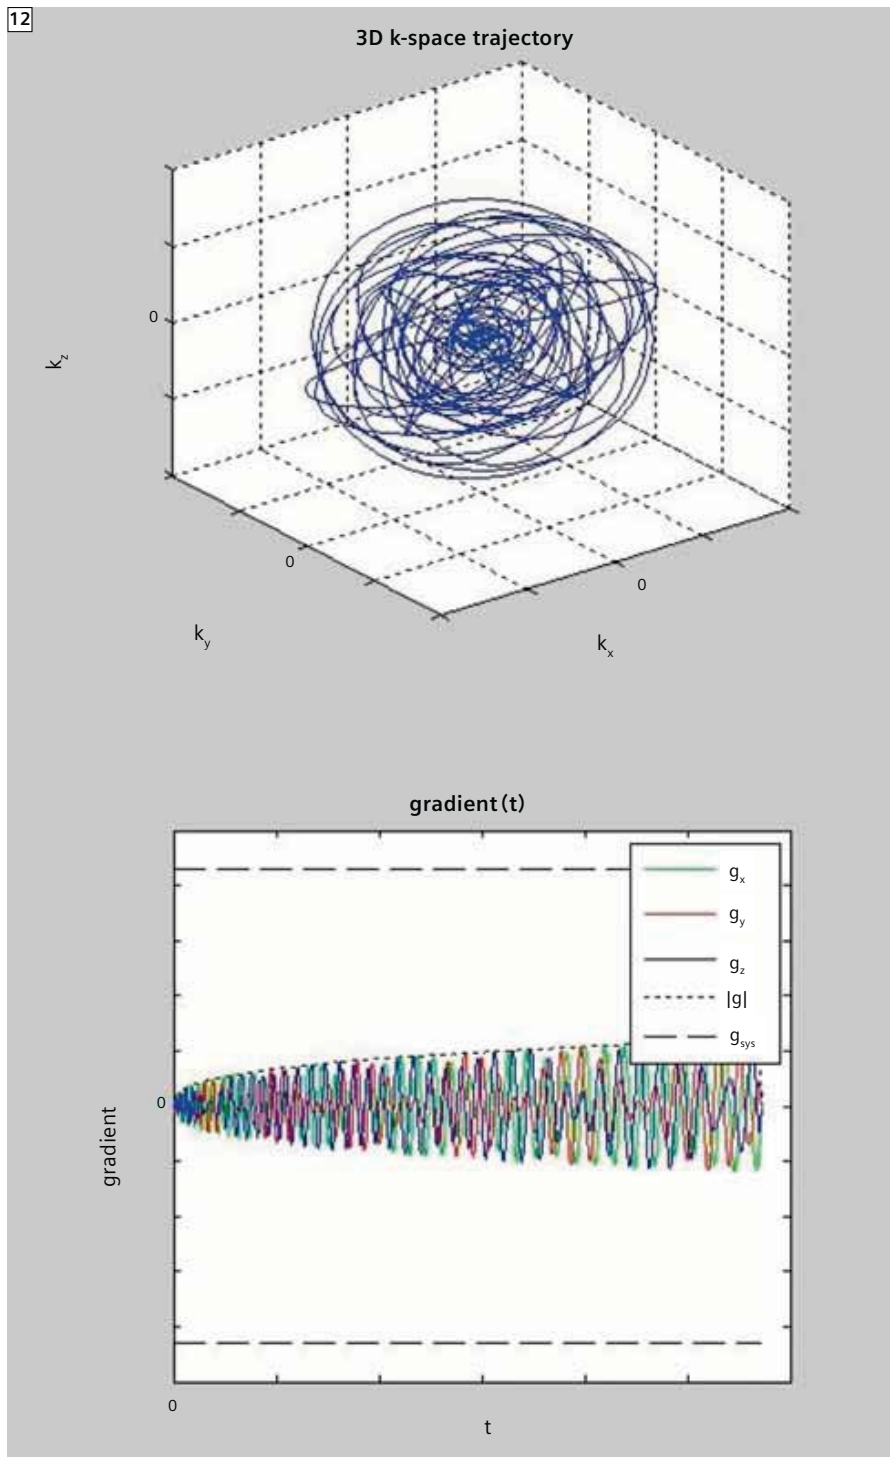 12
3D k-space trajectory
0
k_z
0
0
k_y
k_x
gradient (t)
g_x
g_y
g_z
|g|
g_sys
0
gradient
0
t